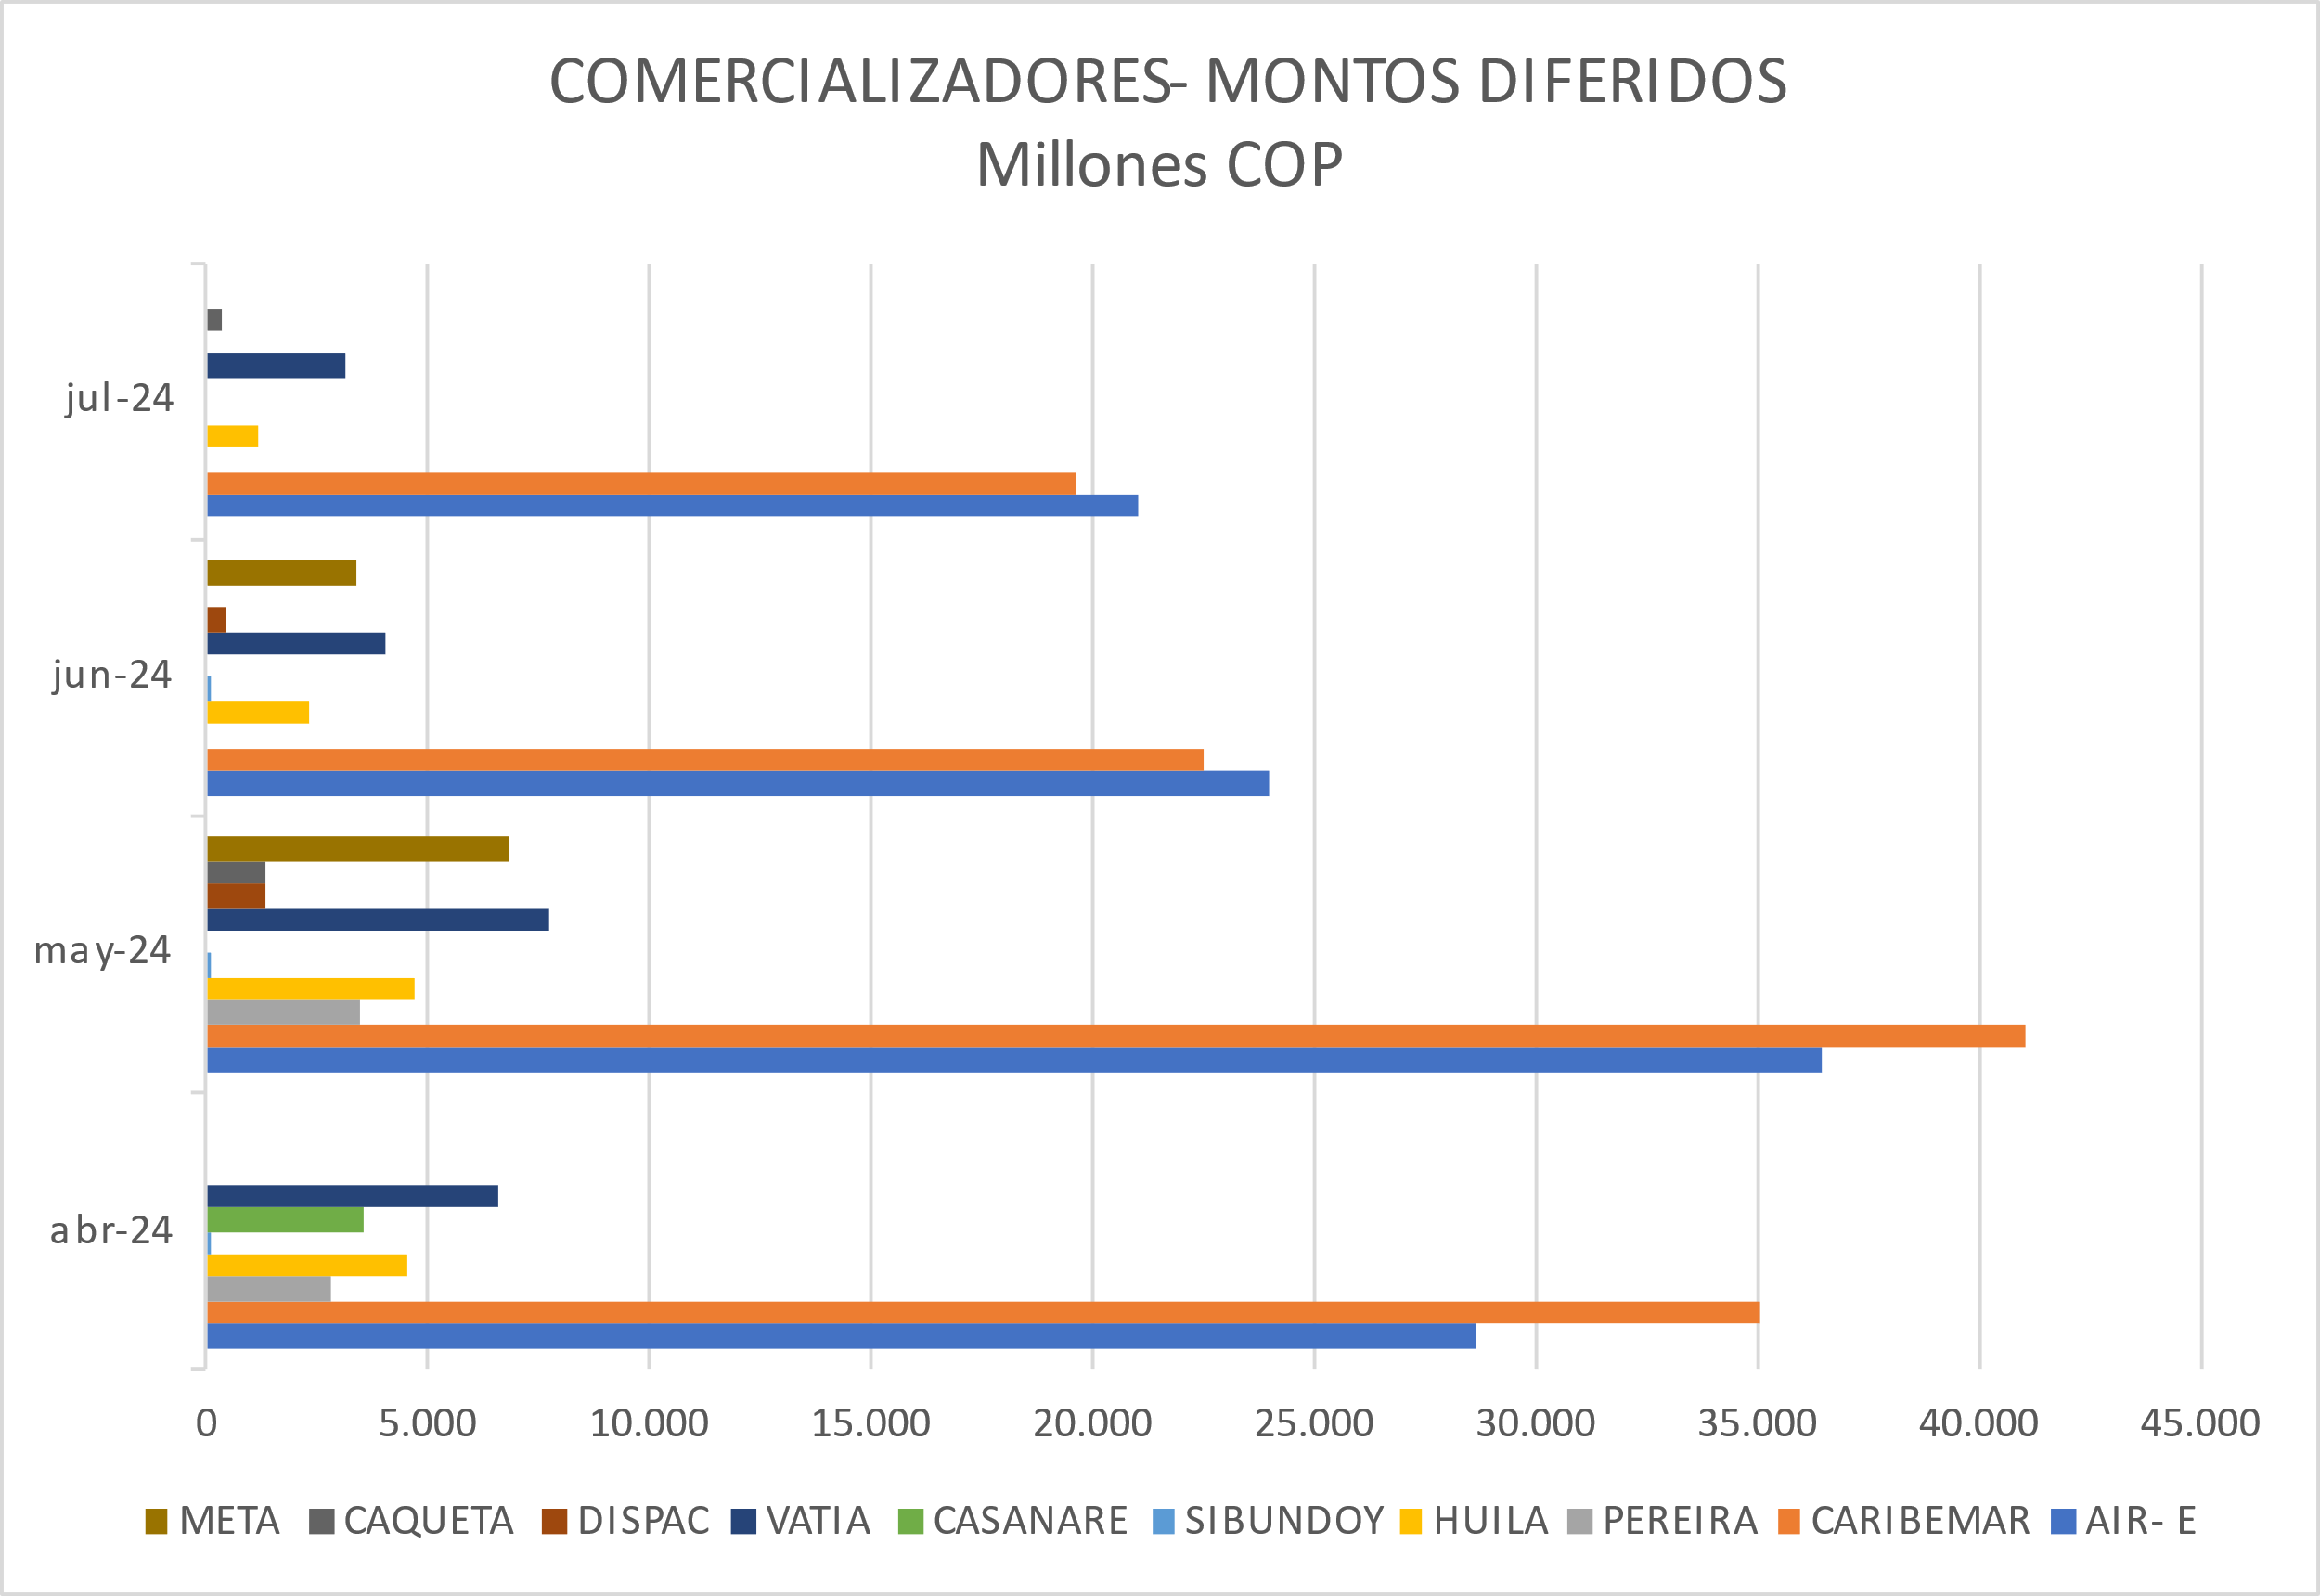 COMERCIALIZADORES- MONTOS DIFERIDOS
Millones COP
jul-24
jun-24
may-24
abr-24
0 5.000 10.000 15.000 20.000 25.000 30.000 35.000 40.000 45.000
META CAQUETA DISPAC VATIA CASANARE SIBUNDOY HUILA PEREIRA CARIBEMAR AIR- E